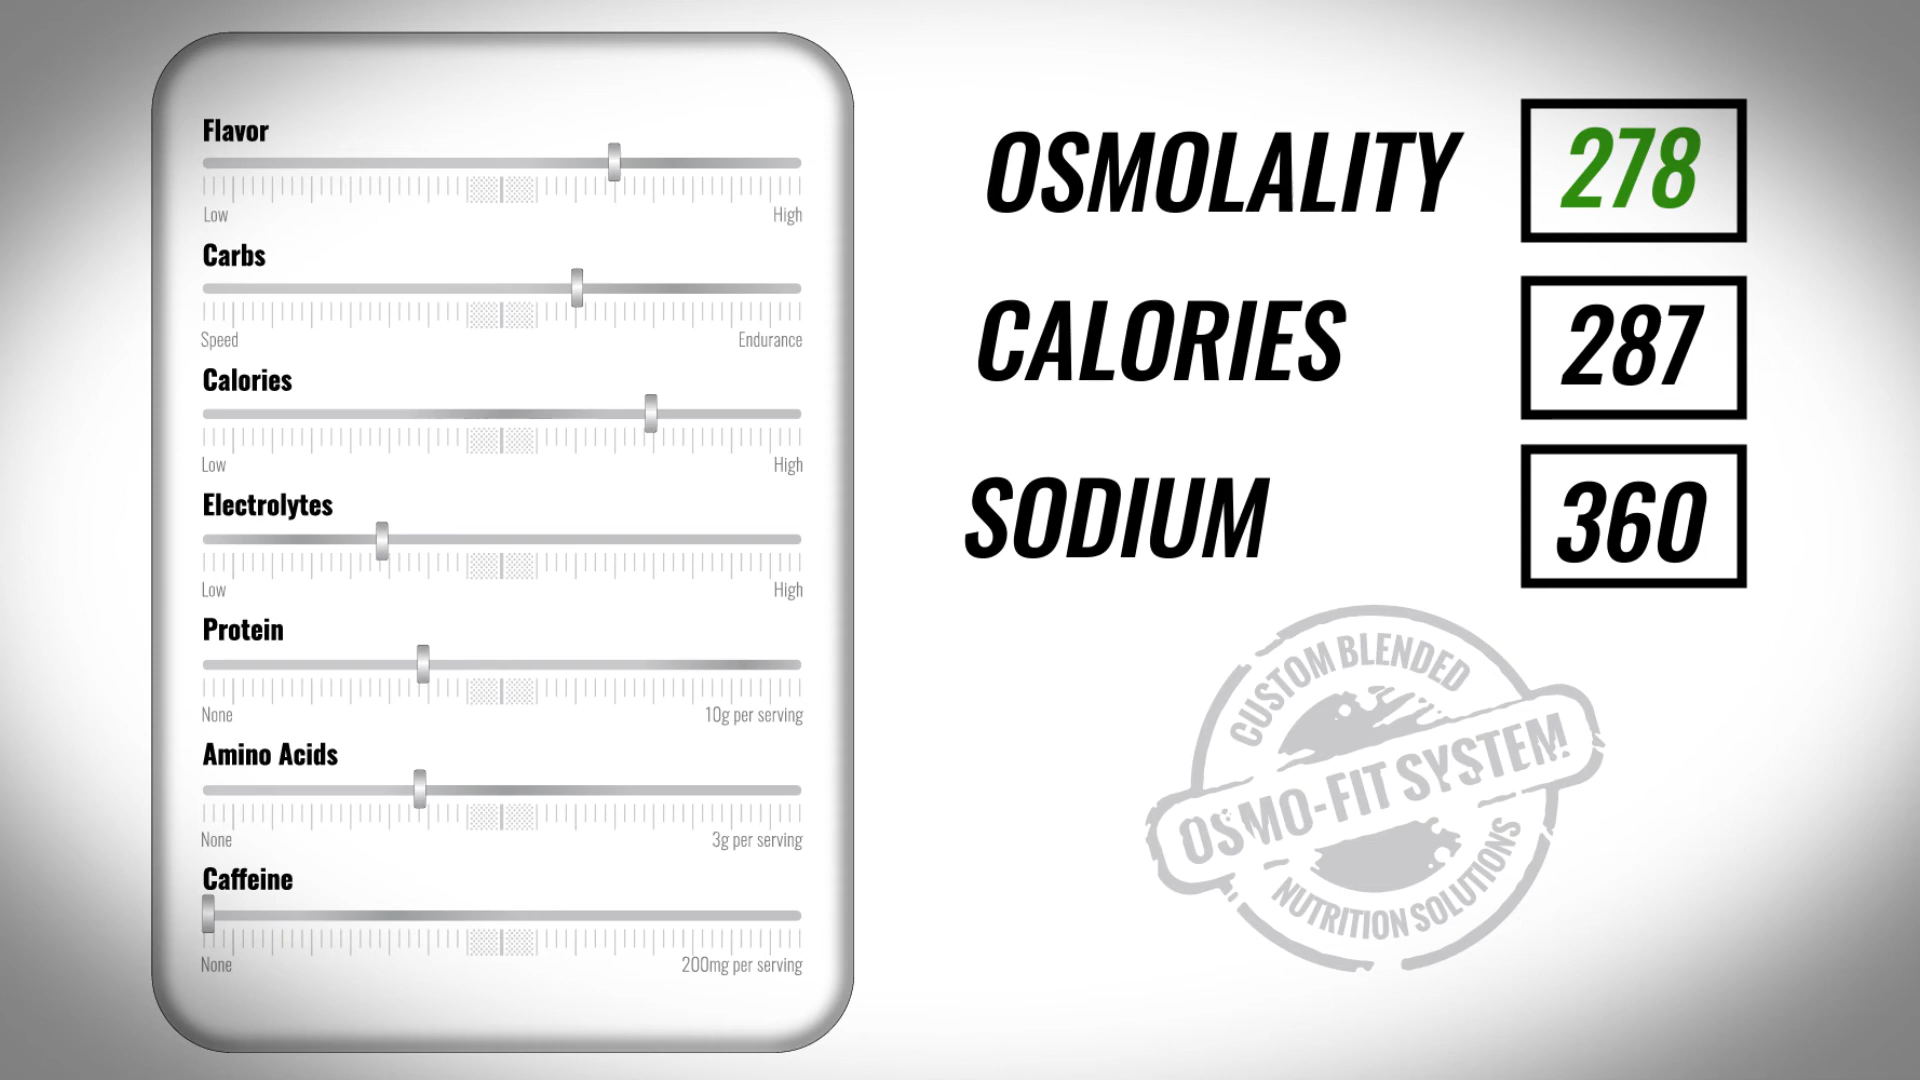 Flavor
Low High
Carbs
Speed Endurance
Calories
Low High
Electrolytes
Low High
Protein
None 10g per serving
Amino Acids
None 3g per serving
Caffeine
None 200mg per serving
OSMOLALITY 278
CALORIES 287
SODIUM 360
CUSTOM BLENDED
OSMO-FIT SYSTEM
NUTRITION SOLUTIONS